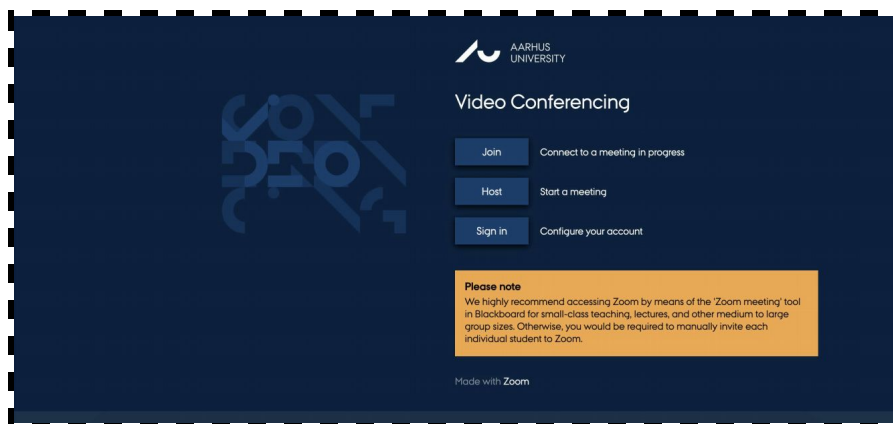 AARHUS
UNIVERSITY
Video Conferencing
Join Connect to a meeting in progress
Host Start a meeting
Sign in Configure your account
Please note
We highly recommend accessing Zoom by means of the 'Zoom meeting' tool
in Blackboard for small-class teaching, lectures, and other medium to large
group sizes. Otherwise, you would be required to manually invite each
individual student to Zoom.
Made with Zoom